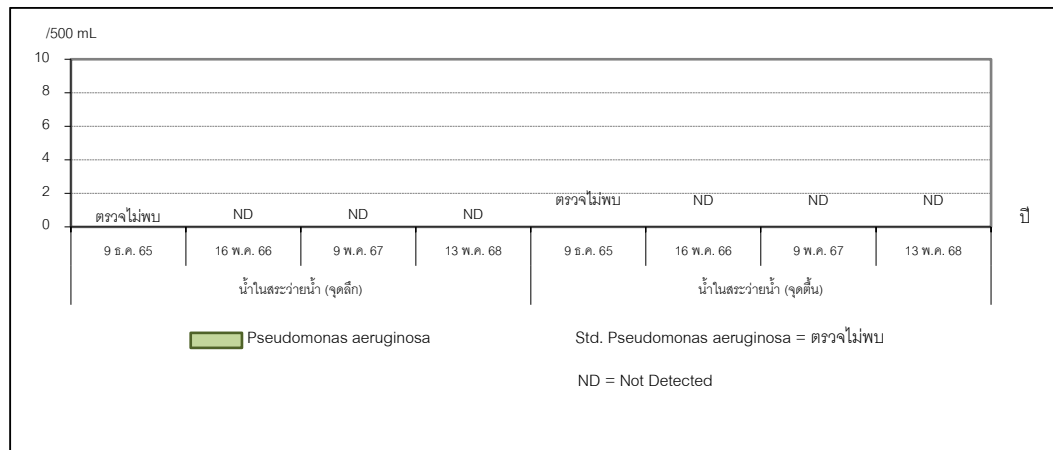 /500 mL
10
8
6
4
2
0
ตรวจไม่พบ ND ND ND ตรวจไม่พบ ND ND ND
9 ธ.ค. 65 16 พ.ค. 66 9 พ.ค. 67 13 พ.ค. 68 9 ธ.ค. 65 16 พ.ค. 66 9 พ.ค. 67 13 พ.ค. 68
ปี
น้ำในสระว่ายน้ำ (จุดลึก) น้ำในสระว่ายน้ำ (จุดตื้น)
Pseudomonas aeruginosa Std. Pseudomonas aeruginosa = ตรวจไม่พบ
ND = Not Detected